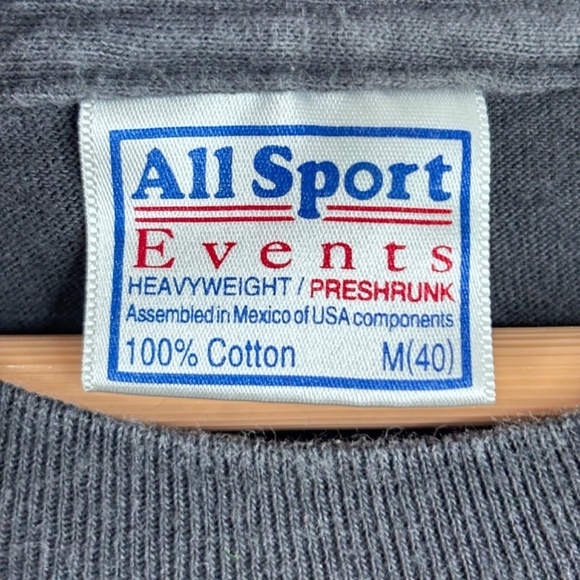 All Sport
Events
HEAVYWEIGHT / PRESHRUNK
Assembled in Mexico of USA components
100% Cotton M(40)